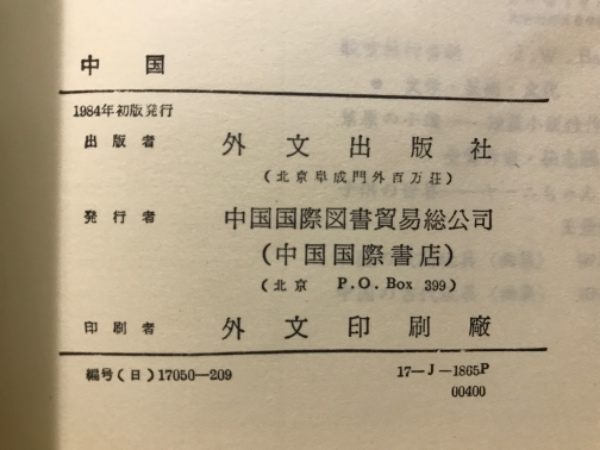 中国
1984年初版発行
出版者 外文出版社
(北京阜成門外百万荘)
発行者 中国国際図書貿易総公司
(中国国際書店)
(北京 P.O. Box 399)
印刷者 外文印刷廠
編号(日)17050—209 17—J—1865P
00400